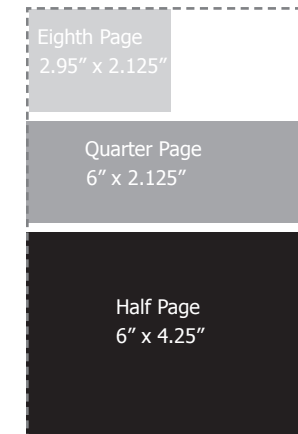 Eighth Page
2.95” x 2.125”
Quarter Page
6” x 2.125”
Half Page
6” x 4.25”